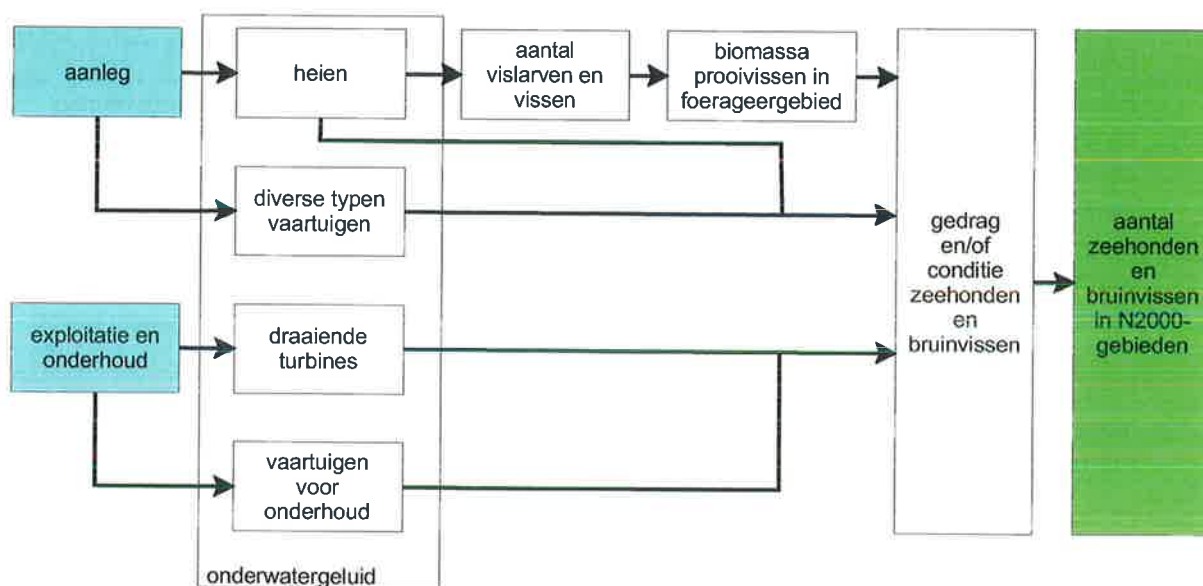 aanleg
heien
aantal
vislarven en
vissen
biomassa
prooivissen in
foerageergebied
diverse typen
vaartuigen
gedrag
en/of
conditie
zeehonden
en
bruinvissen
aantal
zeehonden
en
bruinvissen
in N2000-
gebieden
exploitatie en
onderhoud
draaiende
turbines
vaartuigen
voor
onderhoud
onderwatergeluid